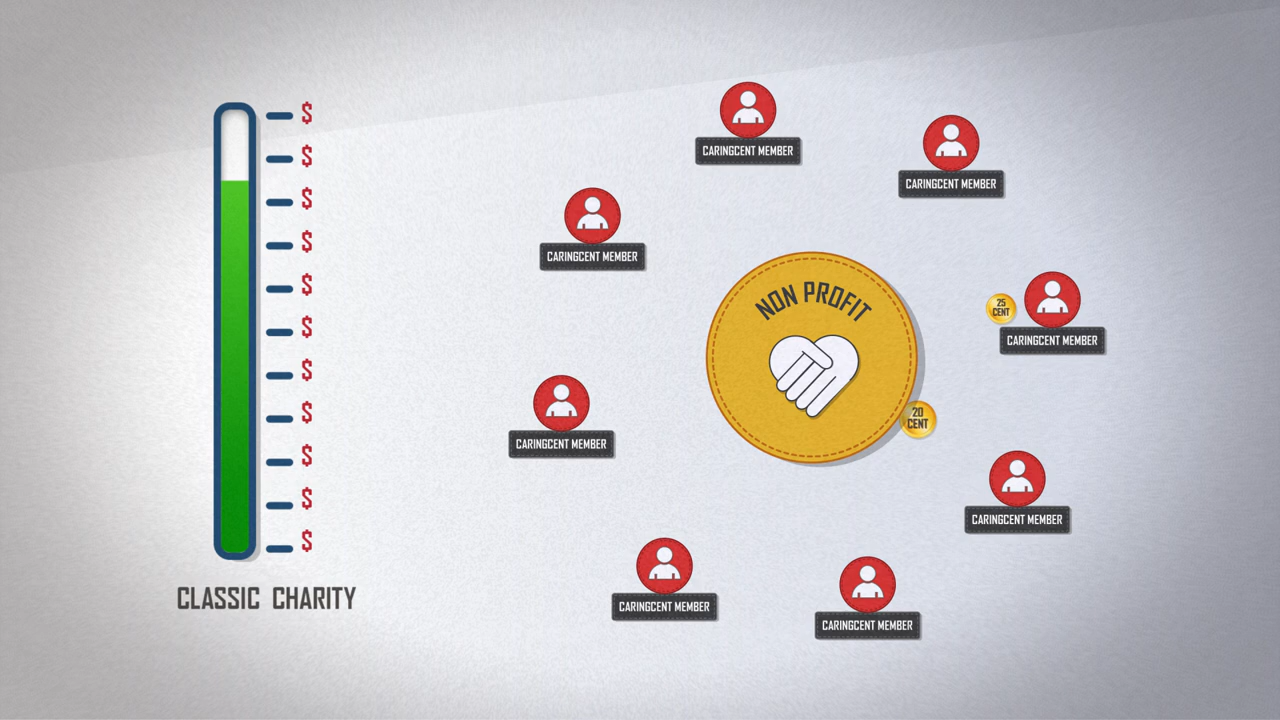 $
$
$
$
$
$
$
$
$
$
$
CLASSIC CHARITY
CARINGCENT MEMBER
CARINGCENT MEMBER
CARINGCENT MEMBER
NON PROFIT
25
CENT
CARINGCENT MEMBER
20
CENT
CARINGCENT MEMBER
CARINGCENT MEMBER
CARINGCENT MEMBER
CARINGCENT MEMBER